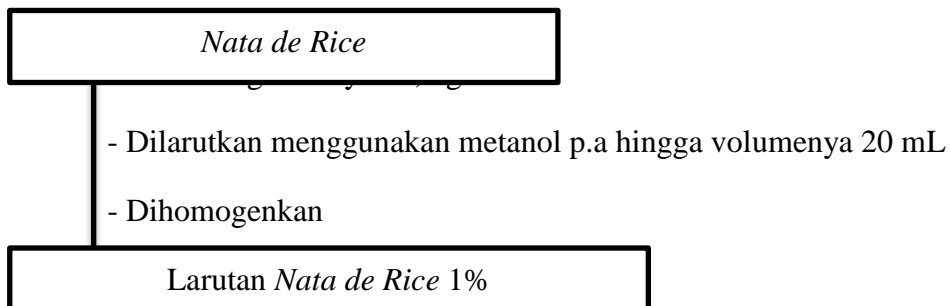 Nata de Rice
- Dilarutkan menggunakan metanol p.a hingga volumenya 20 mL
- Dihomogenkan
Larutan Nata de Rice 1%